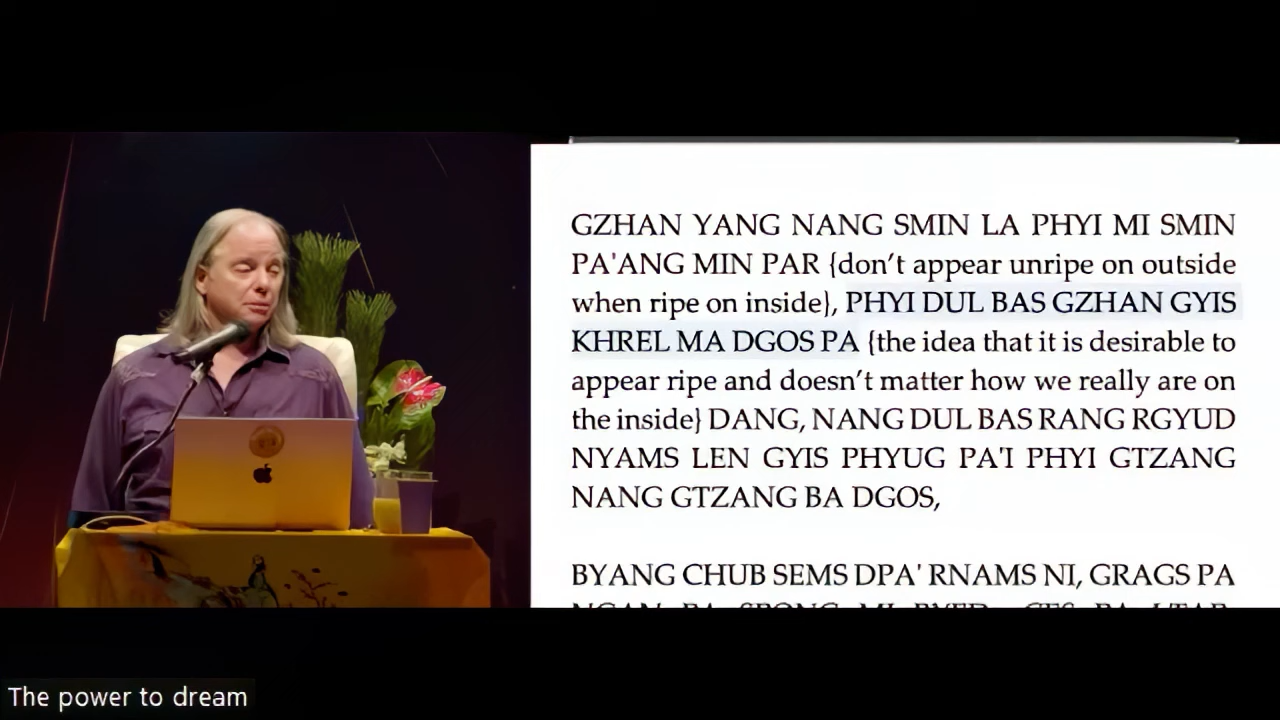 GZHAN YANG NANG SMIN LA PHYI MI SMIN
PA'ANG MIN PAR {don't appear unripe on outside
when ripe on inside}, PHYI DUL BAS GZHAN GYIS
KHREL MA DGOS PA {the idea that it is desirable to
appear ripe and doesn't matter how we really are on
the inside} DANG, NANG DUL BAS RANG RGYUD
NYAMS LEN GYIS PHYUG PA'I PHYI GTZANG
NANG GTZANG BA DGOS,
BYANG CHUB SEMS DPA' RNAMS NI, GRAGS PA
The power to dream